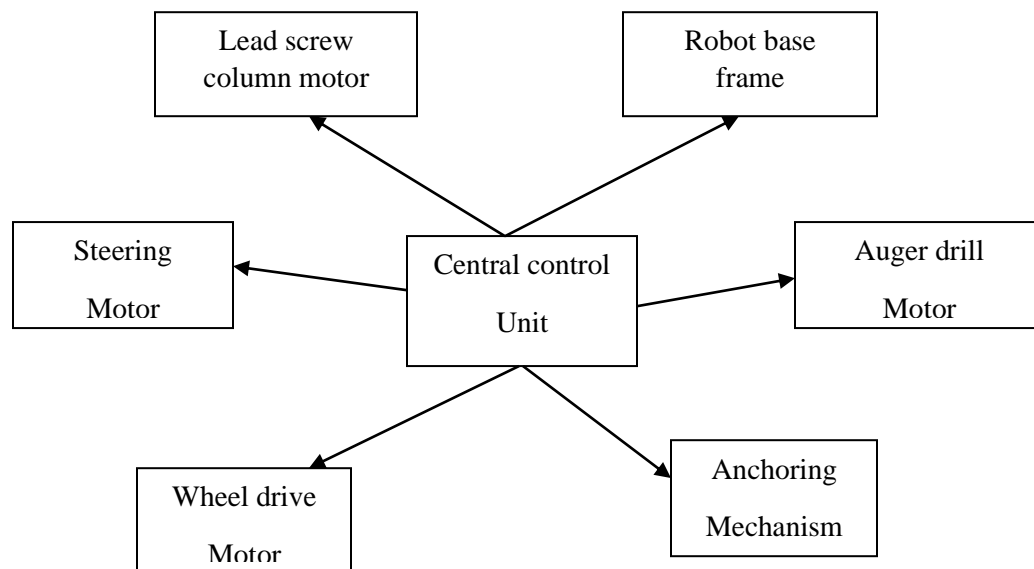 Lead screw
column motor
Robot base
frame
Steering
Motor
Central control
Unit
Auger drill
Motor
Wheel drive
Motor
Anchoring
Mechanism